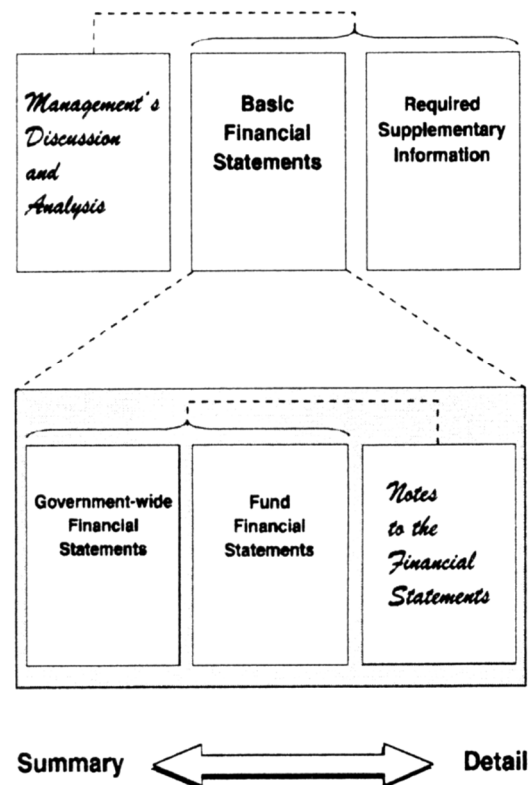 Management's
Discussion
and
Analysis
Basic
Financial
Statements
Required
Supplementary
Information
Government-wide
Financial
Statements
Fund
Financial
Statements
Notes
to the
Financial
Statements
Summary
Detail